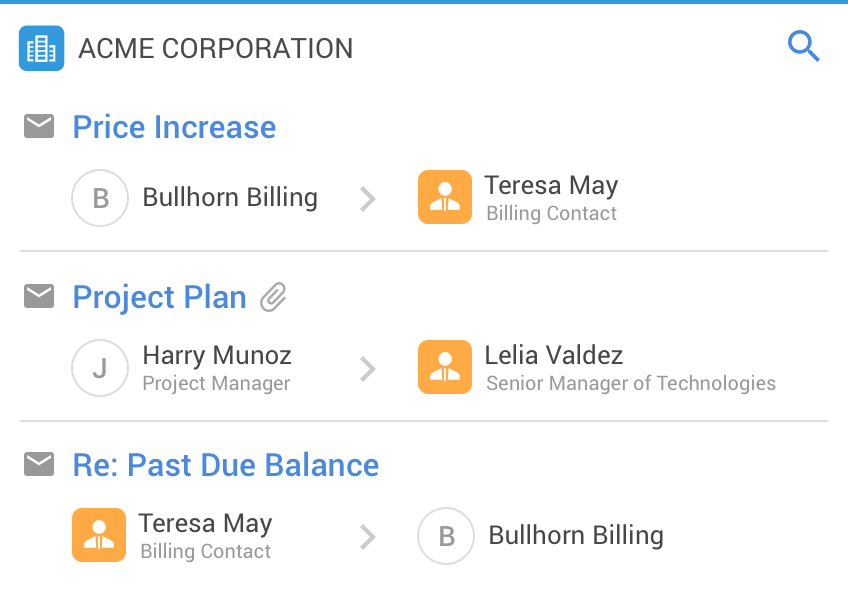 ACME CORPORATION
Price Increase
B Bullhorn Billing Teresa May
Billing Contact
Project Plan
J Harry Munoz Lelia Valdez
Project Manager Senior Manager of Technologies
Re: Past Due Balance
Teresa May B Bullhorn Billing
Billing Contact